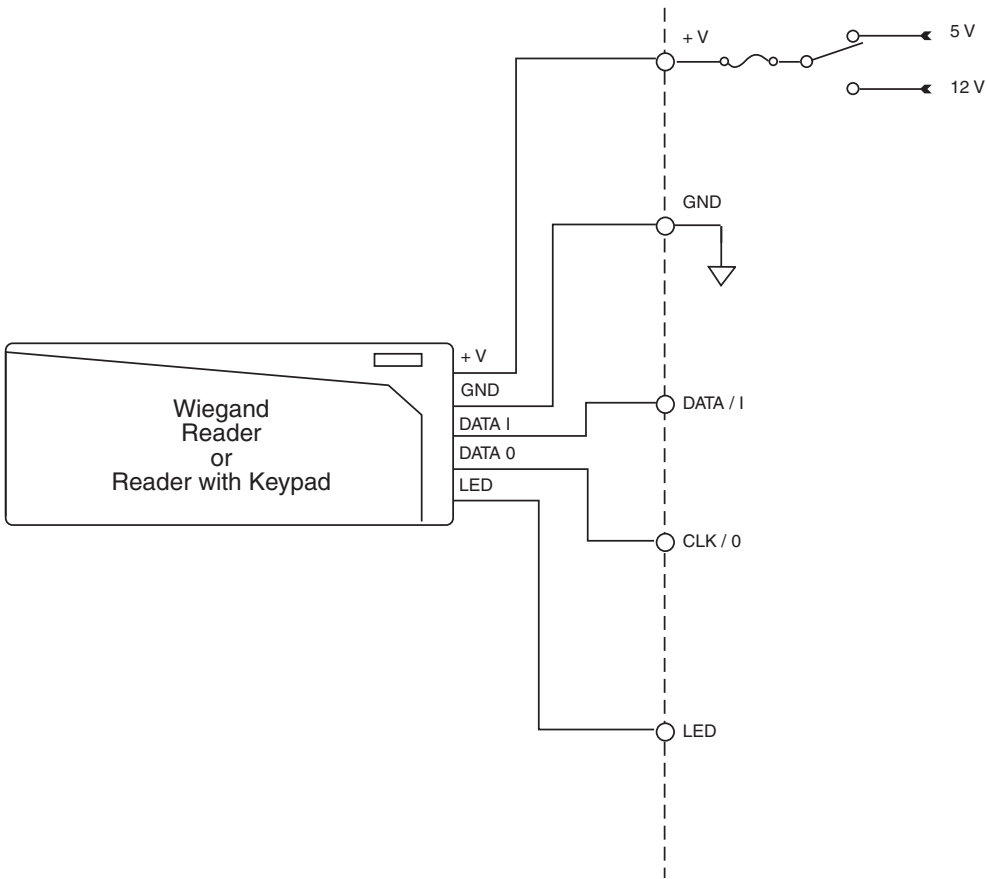 + V
5 V
12 V
GND
+ V
GND
DATA I
DATA 0
LED
Wiegand
Reader
or
Reader with Keypad
DATA / I
CLK / 0
LED